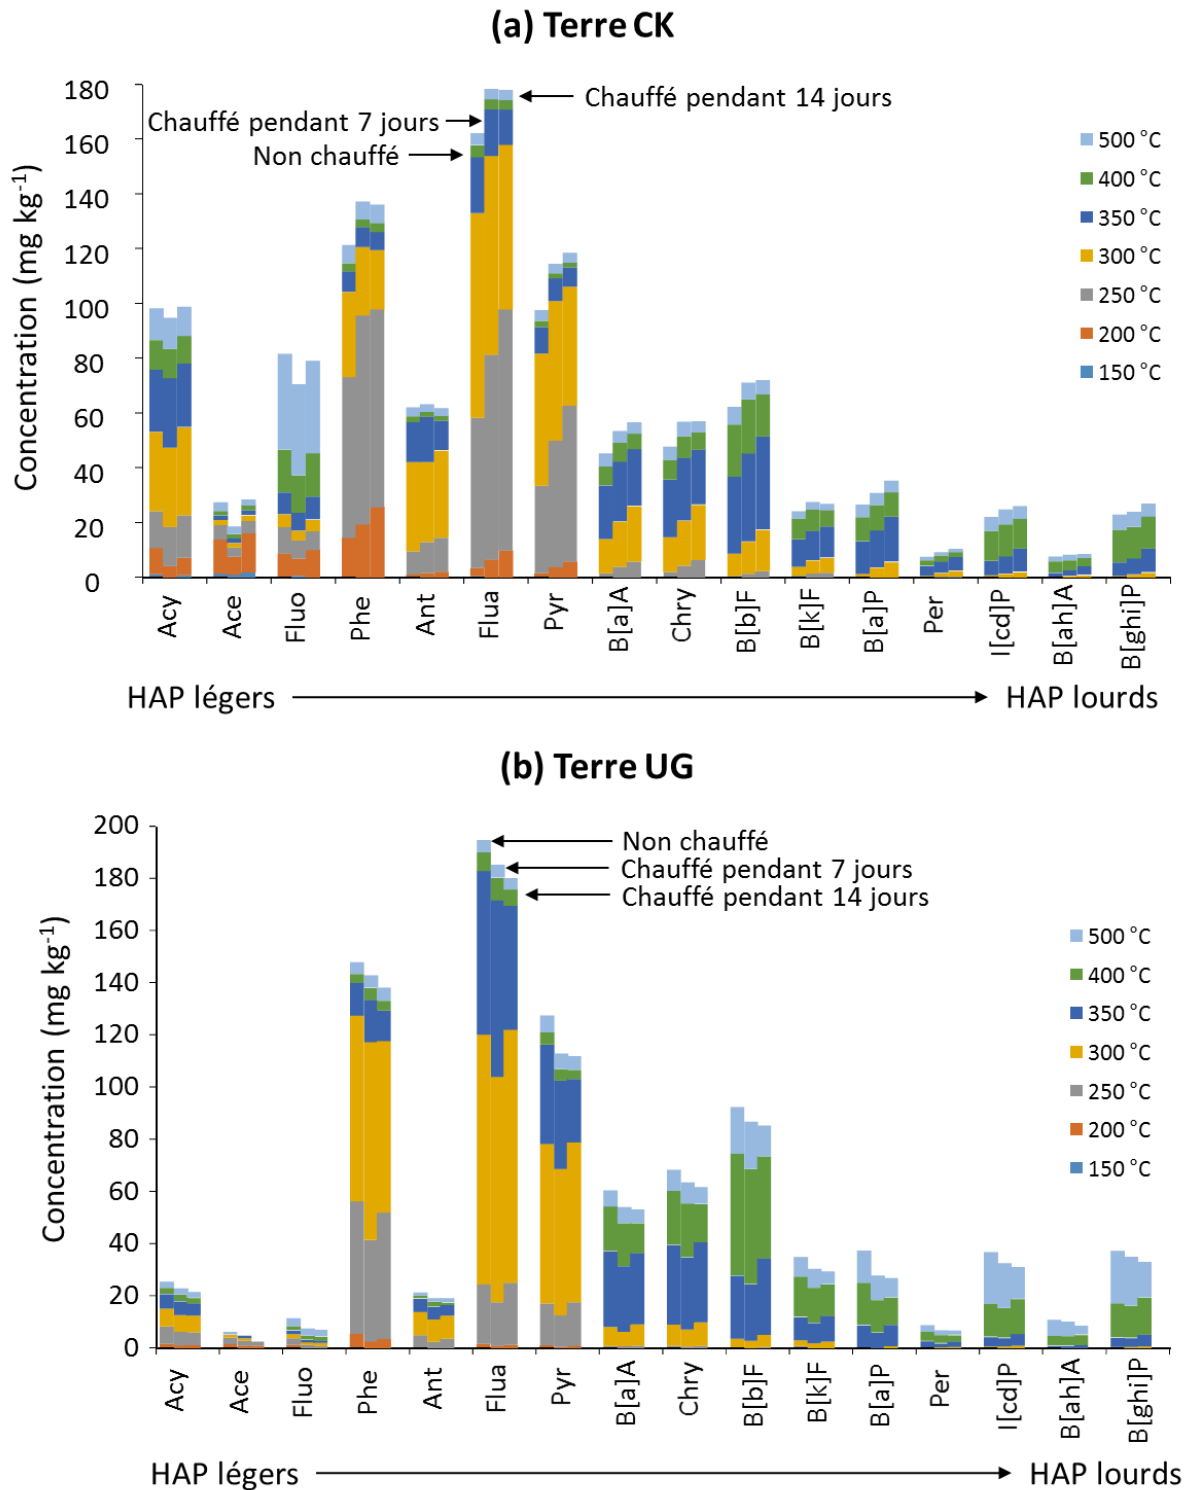 (a) Terre CK
180
160
140
120
100
80
60
40
20
0
Concentration (mg kg⁻¹)
Chauffé pendant 14 jours
Chauffé pendant 7 jours
Non chauffé
500 °C
400 °C
350 °C
300 °C
250 °C
200 °C
150 °C
Acy
Ace
Fluo
Phe
Ant
Flua
Pyr
B[a]A
Chry
B[b]F
B[k]F
B[a]P
Per
I[cd]P
B[ah]A
B[ghi]P
HAP légers
HAP lourds
(b) Terre UG
200
180
160
140
120
100
80
60
40
20
0
Concentration (mg kg⁻¹)
Non chauffé
Chauffé pendant 7 jours
Chauffé pendant 14 jours
500 °C
400 °C
350 °C
300 °C
250 °C
200 °C
150 °C
Acy
Ace
Fluo
Phe
Ant
Flua
Pyr
B[a]A
Chry
B[b]F
B[k]F
B[a]P
Per
I[cd]P
B[ah]A
B[ghi]P
HAP légers
HAP lourds